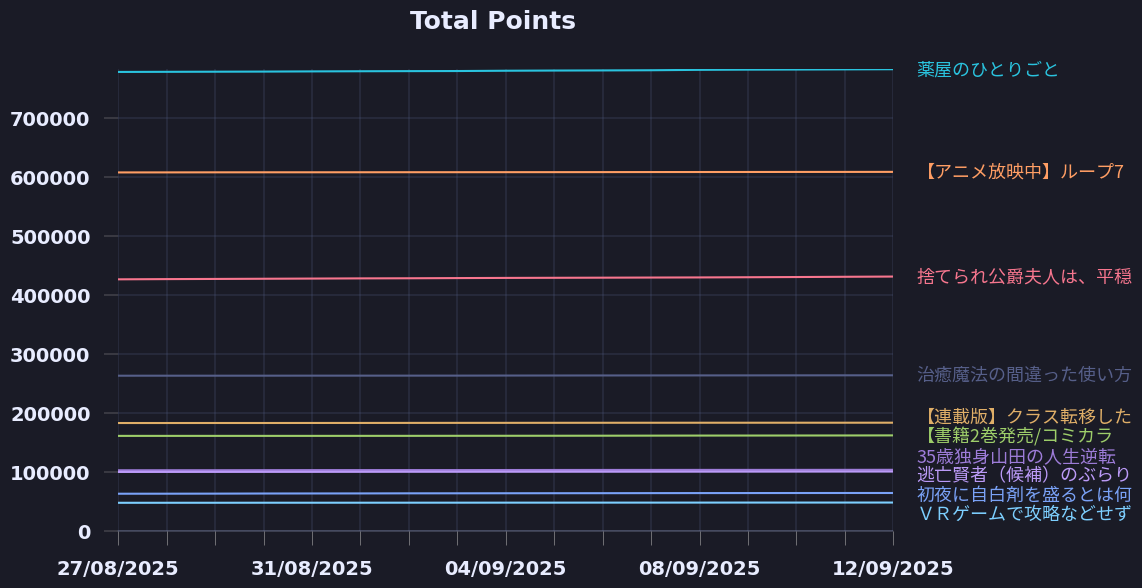 Total Points
薬屋のひとりごと
700000
【アニメ放映中】ループ7
600000
500000
捨てられ公爵夫人は、平穏
400000
300000
治癒魔法の間違った使い方
200000
【連載版】クラス転移した
【書籍2巻発売/コミカラ
35歳独身山田の人生逆転
100000
逃亡賢者（候補）のぶらり
初夜に自白剤を盛るとは何
ＶＲゲームで攻略などせず
0
27/08/2025 31/08/2025 04/09/2025 08/09/2025 12/09/2025